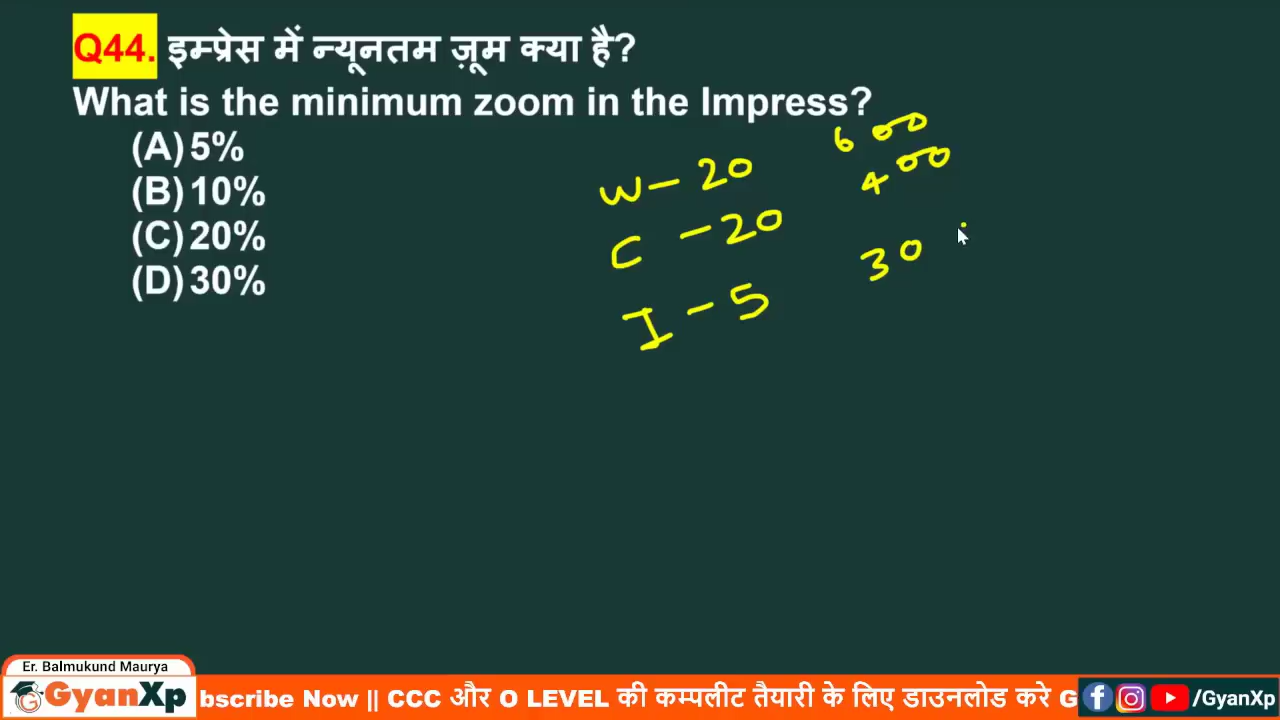 Q44. इम्प्रेस में न्यूनतम ज़ूम क्या है?
What is the minimum zoom in the Impress?
(A) 5%
(B) 10%
(C) 20%
(D) 30%
W - 20 600
C - 20 400
I - 5 30
Er. Balmukund Maurya
GyanXp
bscribe Now || CCC और O LEVEL की कम्पलीट तैयारी के लिए डाउनलोड करे G
/GyanXp